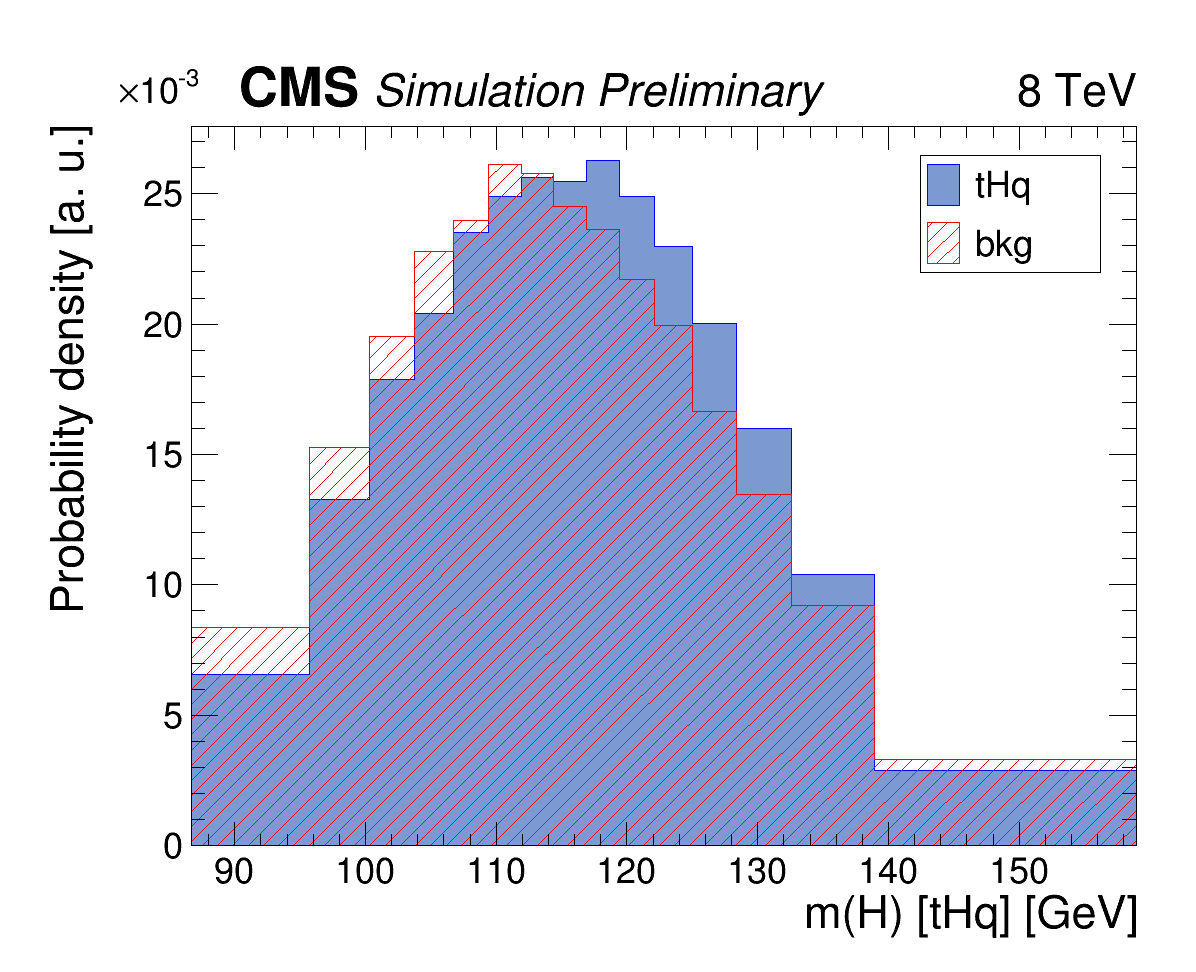 ×10⁻³ CMS Simulation Preliminary 8 TeV
Probability density [a. u.]
25
20
15
10
5
0
tHq
bkg
90 100 110 120 130 140 150
m(H) [tHq] [GeV]